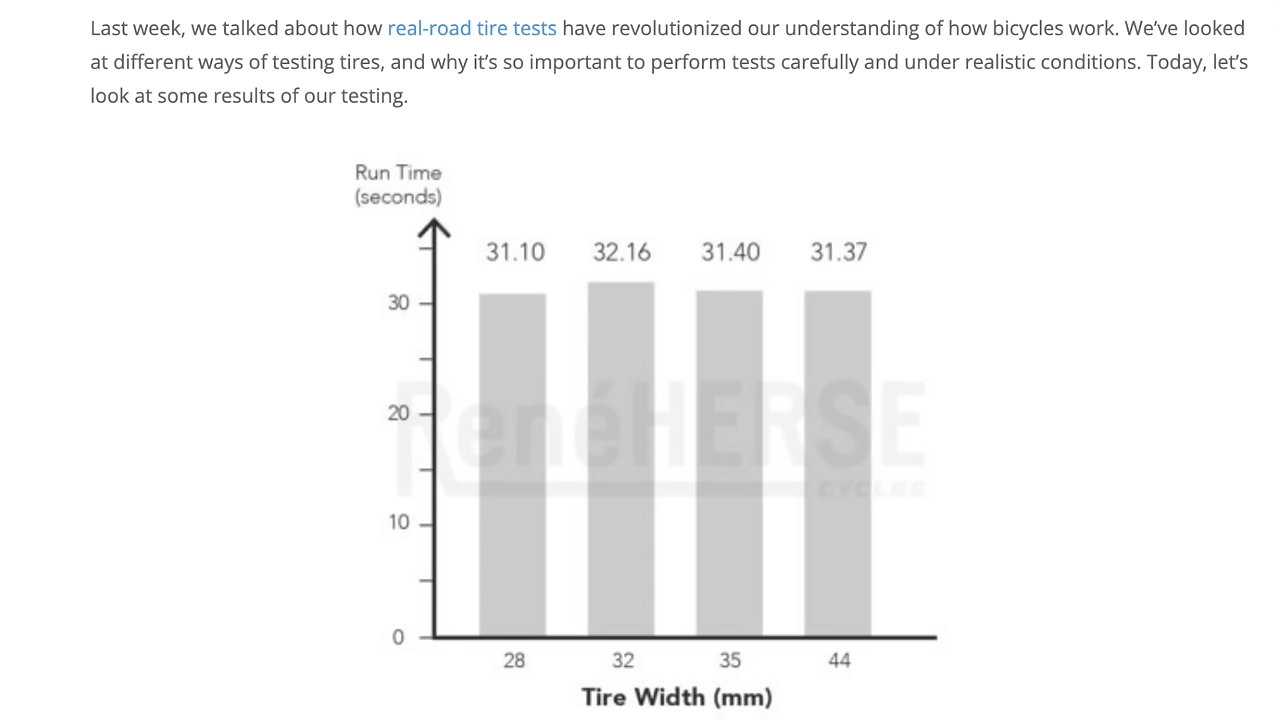 Last week, we talked about how real-road tire tests have revolutionized our understanding of how bicycles work. We’ve looked
at different ways of testing tires, and why it’s so important to perform tests carefully and under realistic conditions. Today, let’s
look at some results of our testing.
Run Time
(seconds)
31.10 32.16 31.40 31.37
30
20
10
0
RenéHERSE
CYCLES
28 32 35 44
Tire Width (mm)